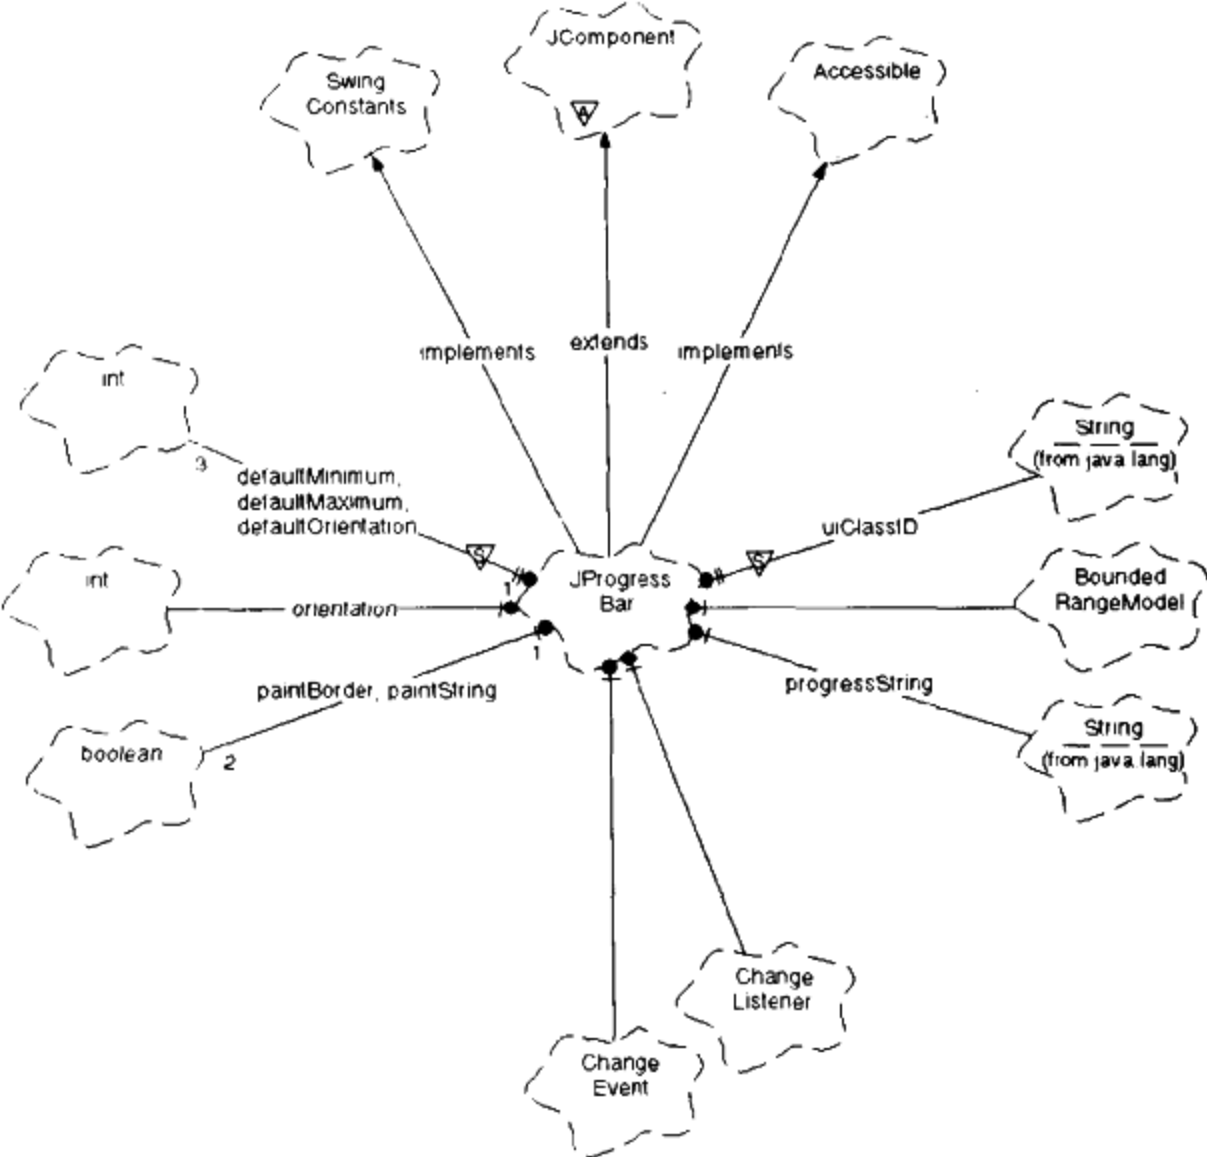 JComponent
A
Swing
Constants
Accessible
implements
extends
implements
int
3
defaultMinimum,
defaultMaximum,
defaultOrientation
S
String
(from java.lang)
uiClassID
S
int
orientation
1
JProgress
Bar
Bounded
RangeModel
1
paintBorder, paintString
boolean
2
progressString
String
(from java.lang)
Change
Listener
Change
Event